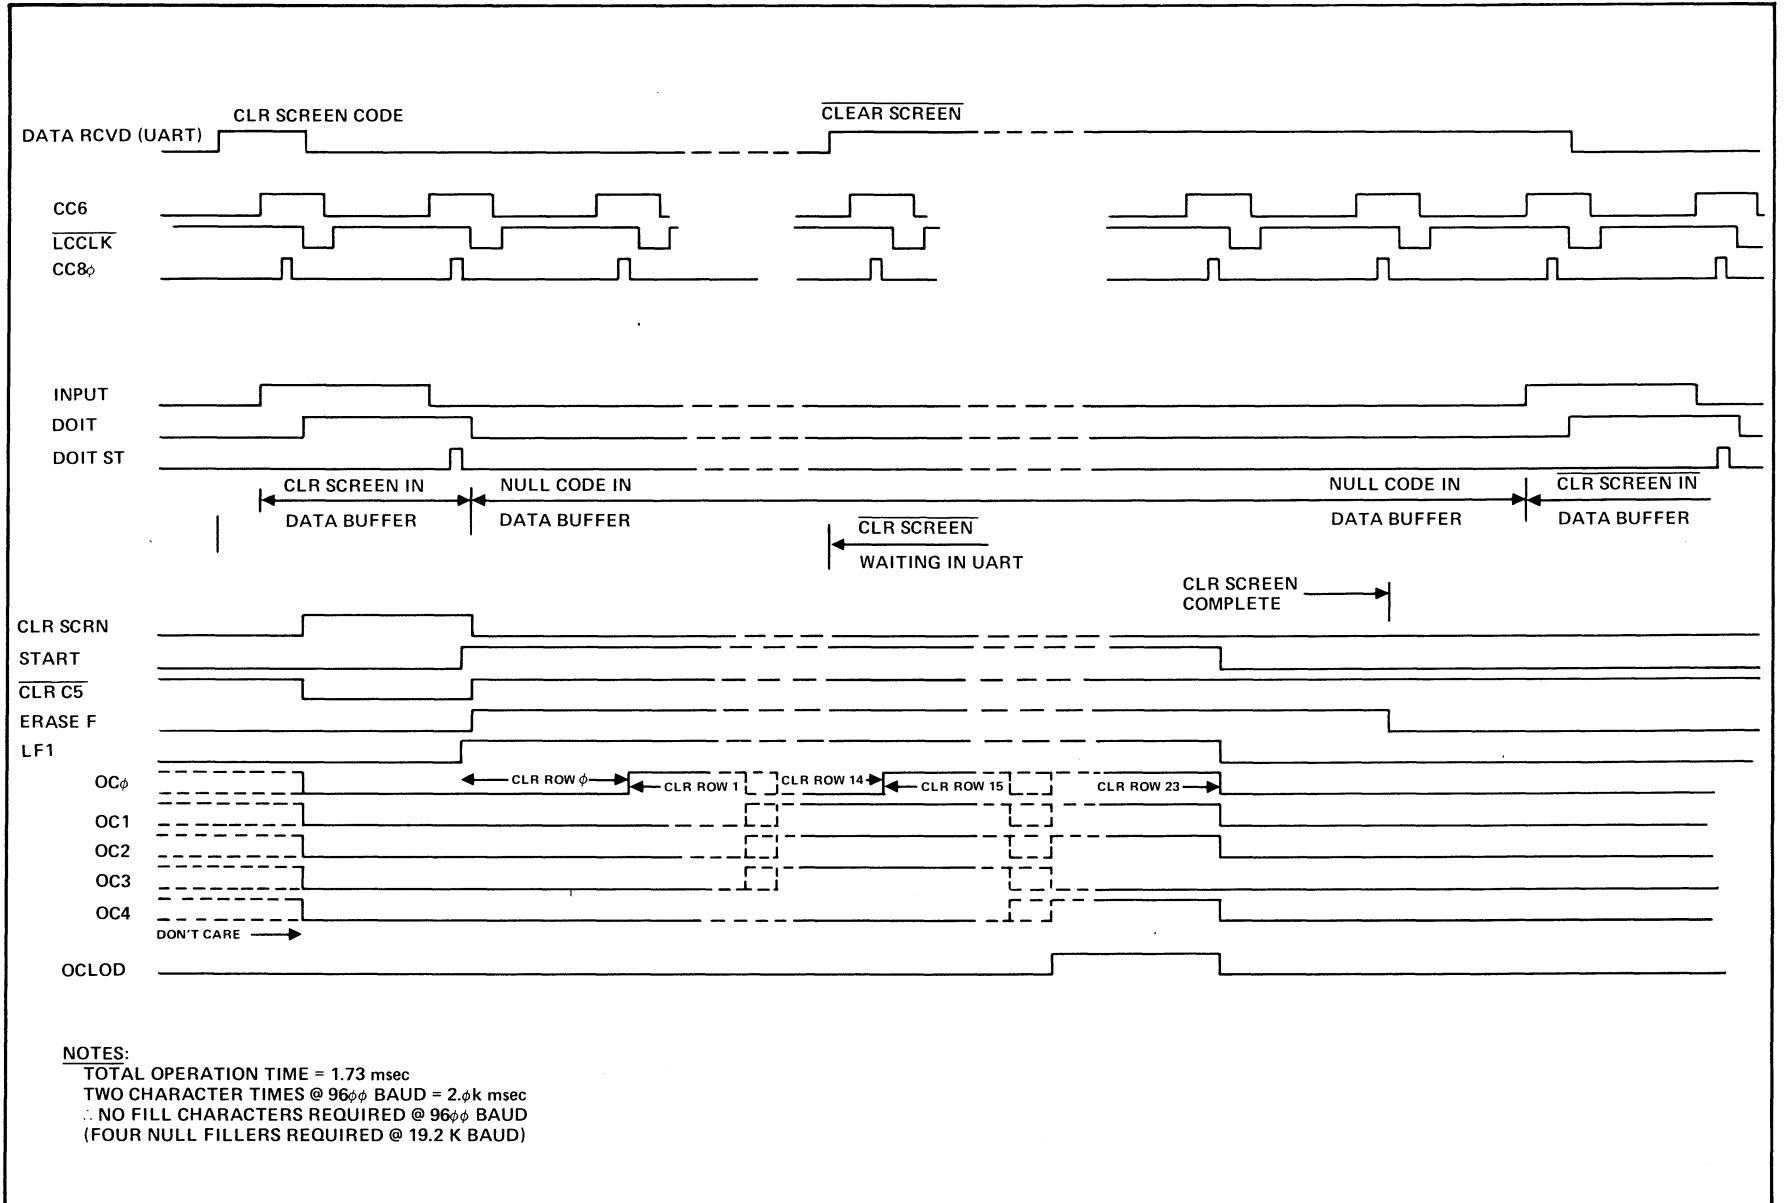 CLR SCREEN CODE
CLEAR SCREEN
DATA RCVD (UART)
CC6
LCCLK
CC8φ
INPUT
DOIT
DOIT ST
CLR SCREEN IN
DATA BUFFER
NULL CODE IN
DATA BUFFER
NULL CODE IN
DATA BUFFER
CLR SCREEN IN
DATA BUFFER
CLR SCREEN
WAITING IN UART
CLR SCREEN
COMPLETE
CLR SCRN
START
CLR C5
ERASE F
LF1
OCφ
CLR ROW φ
CLR ROW 1
CLR ROW 14
CLR ROW 15
CLR ROW 23
OC1
OC2
OC3
OC4
DON'T CARE
OCLOD
NOTES:
TOTAL OPERATION TIME = 1.73 msec
TWO CHARACTER TIMES @ 96φφ BAUD = 2.φk msec
∴ NO FILL CHARACTERS REQUIRED @ 96φφ BAUD
(FOUR NULL FILLERS REQUIRED @ 19.2 K BAUD)